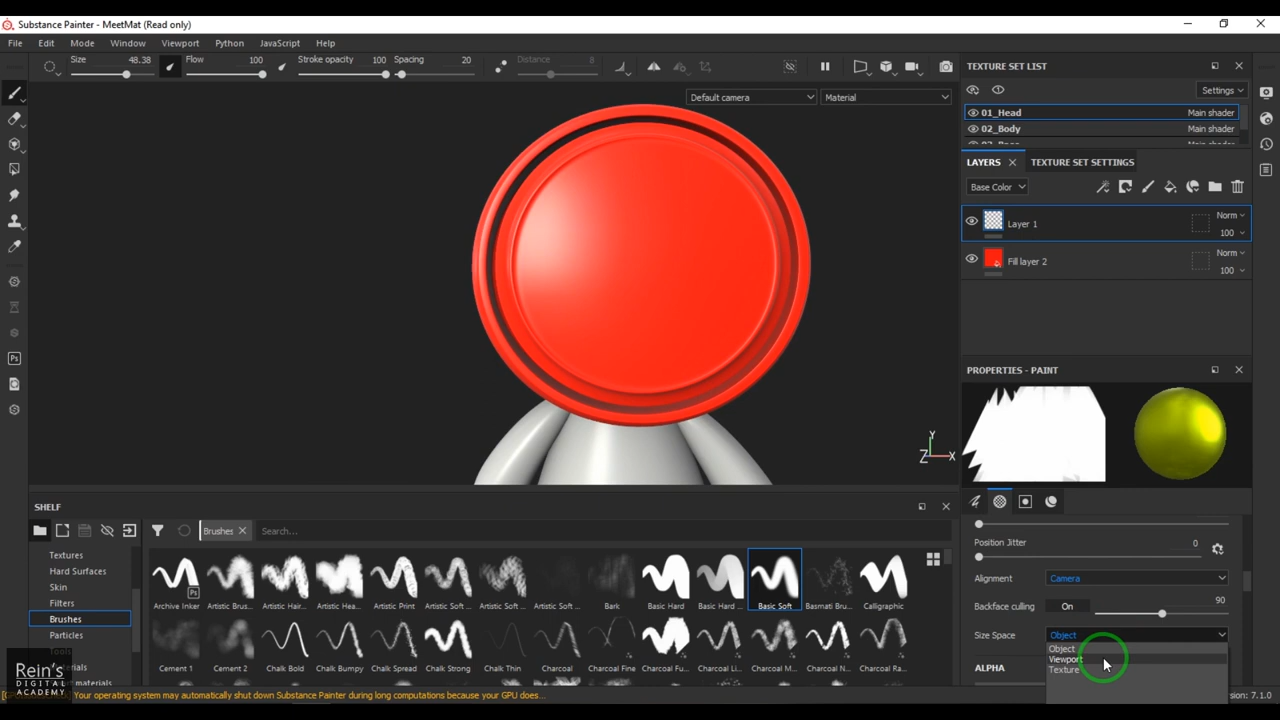 Substance Painter - MeetMat (Read only)
File Edit Mode Window Viewport Python JavaScript Help
Size 48.38 Flow 100 Stroke opacity 100 Spacing 20 Distance 8
Default camera Material
TEXTURE SET LIST
Settings
01_Head Main shader
02_Body Main shader
LAYERS TEXTURE SET SETTINGS
Base Color
Layer 1 Norm 100
Fill layer 2 Norm 100
PROPERTIES - PAINT
Y
Z X
Position Jitter 0
Alignment Camera
Backface culling On 90
Size Space Object
Object
Viewport
Texture
ALPHA
SHELF
Brushes Search...
Textures
Hard Surfaces
Skin
Filters
Brushes
Particles
Tools
Ps
Archive Inker Artistic Brus... Artistic Hair... Artistic Hea... Artistic Print Artistic Soft ... Artistic Soft ... Artistic Soft ... Bark Basic Hard Basic Hard ... Basic Soft Basmati Bru... Calligraphic
Cement 1 Cement 2 Chalk Bold Chalk Bumpy Chalk Strong Chalk Thin Charcoal Charcoal Fine Charcoal Fu... Charcoal Li... Charcoal M... Charcoal N... Charcoal Ra...
Rein's
DIGITAL
ACADEMY
Your operating system may automatically shut down Substance Painter during long computations because your GPU does...
7.1.0